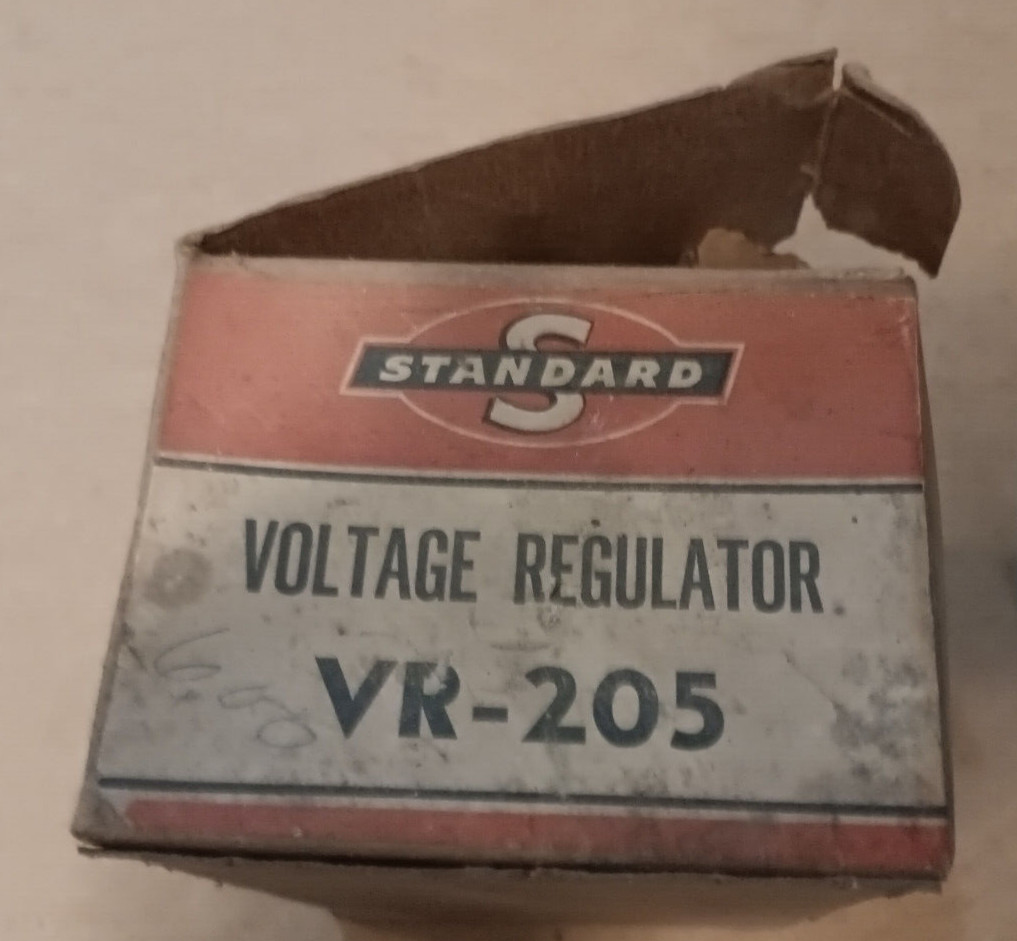 S
STANDARD
VOLTAGE REGULATOR
VR-205